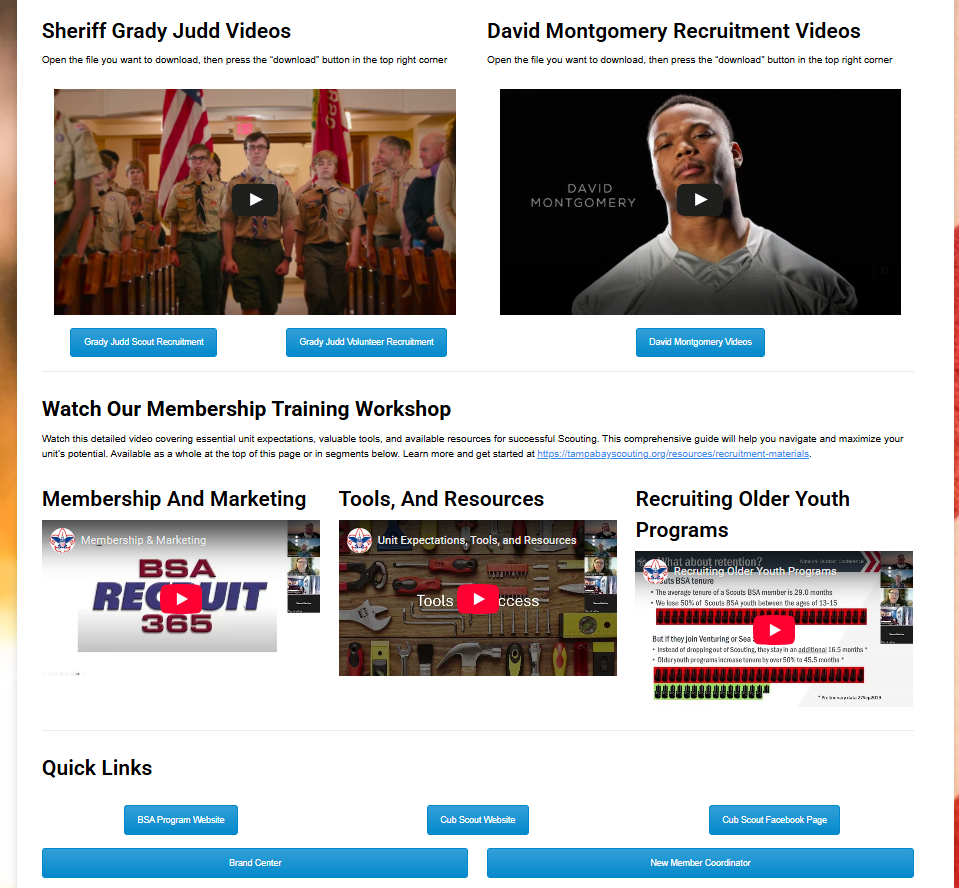 Sheriff Grady Judd Videos
Open the file you want to download, then press the “download” button in the top right corner
David Montgomery Recruitment Videos
Open the file you want to download, then press the “download” button in the top right corner
DAVID
MONTGOMERY
Grady Judd Scout Recruitment
Grady Judd Volunteer Recruitment
David Montgomery Videos
Watch Our Membership Training Workshop
Watch this detailed video covering essential unit expectations, valuable tools, and available resources for successful Scouting. This comprehensive guide will help you navigate and maximize your
unit’s potential. Available as a whole at the top of this page or in segments below. Learn more and get started at https://tampabayscouting.org/resources/recruitment-materials.
Membership And Marketing
Membership & Marketing
BSA
RECRUIT
365
Tools, And Resources
Unit Expectations, Tools, and Resources
Tools
Recruiting Older Youth
Programs
What about retention?
National Outdoor Conference
Recruiting Older Youth Programs
BSA tenure
• The average tenure of a Scouts BSA member is 29.0 months
• We lose 50% of Scouts BSA youth between the ages of 13-15
But if they join Venturing or Sea
• Instead of dropping out of Scouting, they stay in an additional 16.5 months *
• Older youth programs increase tenure by over 50% to 45.5 months *
* Preliminary data 27Sep2019
Quick Links
BSA Program Website
Cub Scout Website
Cub Scout Facebook Page
Brand Center
New Member Coordinator